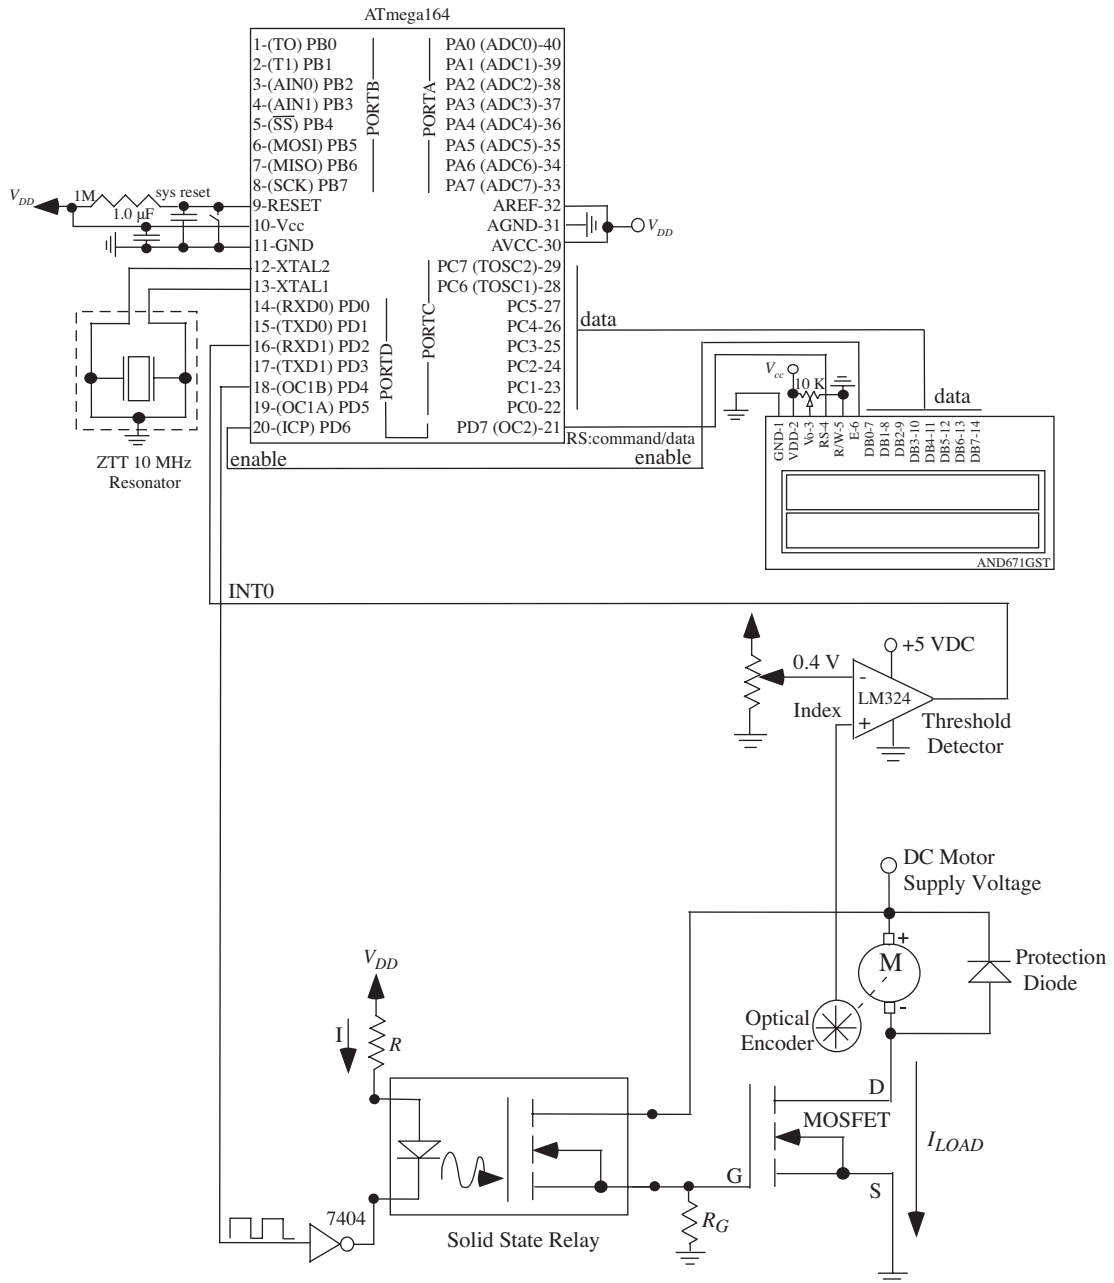 ATmega164
1-(TO) PB0
2-(T1) PB1
3-(AIN0) PB2
4-(AIN1) PB3
5-(SS) PB4
6-(MOSI) PB5
7-(MISO) PB6
8-(SCK) PB7
9-RESET
10-Vcc
11-GND
12-XTAL2
13-XTAL1
14-(RXD0) PD0
15-(TXD0) PD1
16-(RXD1) PD2
17-(TXD1) PD3
18-(OC1B) PD4
19-(OC1A) PD5
20-(ICP) PD6
PORTB
PORTA
PORTD
PORTC
PA0 (ADC0)-40
PA1 (ADC1)-39
PA2 (ADC2)-38
PA3 (ADC3)-37
PA4 (ADC4)-36
PA5 (ADC5)-35
PA6 (ADC6)-34
PA7 (ADC7)-33
AREF-32
AGND-31
AVCC-30
PC7 (TOSC2)-29
PC6 (TOSC1)-28
PC5-27
PC4-26
PC3-25
PC2-24
PC1-23
PC0-22
PD7 (OC2)-21
VDD
1M
sys reset
1.0 µF
VDD
ZTT 10 MHz
Resonator
data
RS:command/data
enable
enable
Vcc
10 K
data
GND-1
VDD-2
Vo-3
RS-4
R/W-5
E-6
DB0-7
DB1-8
DB2-9
DB3-10
DB4-11
DB5-12
DB6-13
DB7-14
AND671GST
INT0
+5 VDC
0.4 V
-
LM324
+
Index
Threshold
Detector
DC Motor
Supply Voltage
+
M
-
Protection
Diode
Optical
Encoder
VDD
I
R
D
MOSFET
G
S
ILOAD
RG
7404
Solid State Relay